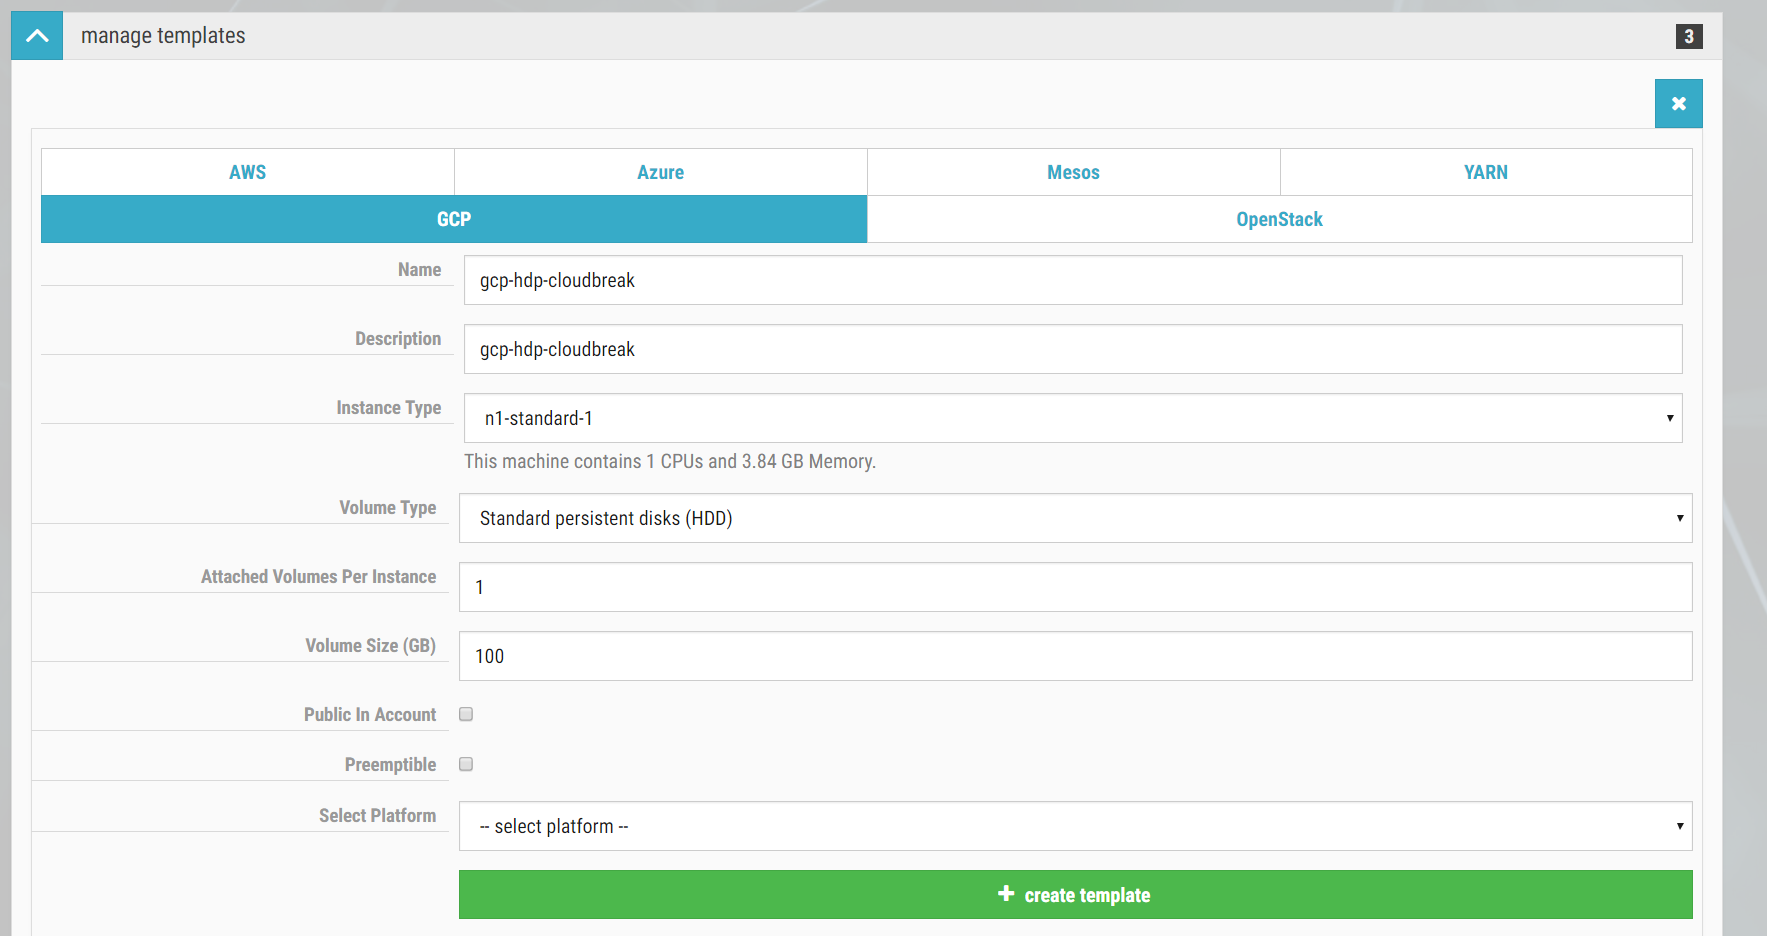 manage templates 3
AWS Azure Mesos YARN
GCP OpenStack
Name gcp-hdp-cloudbreak
Description gcp-hdp-cloudbreak
Instance Type n1-standard-1
This machine contains 1 CPUs and 3.84 GB Memory.
Volume Type Standard persistent disks (HDD)
Attached Volumes Per Instance 1
Volume Size (GB) 100
Public In Account
Preemptible
Select Platform -- select platform --
create template